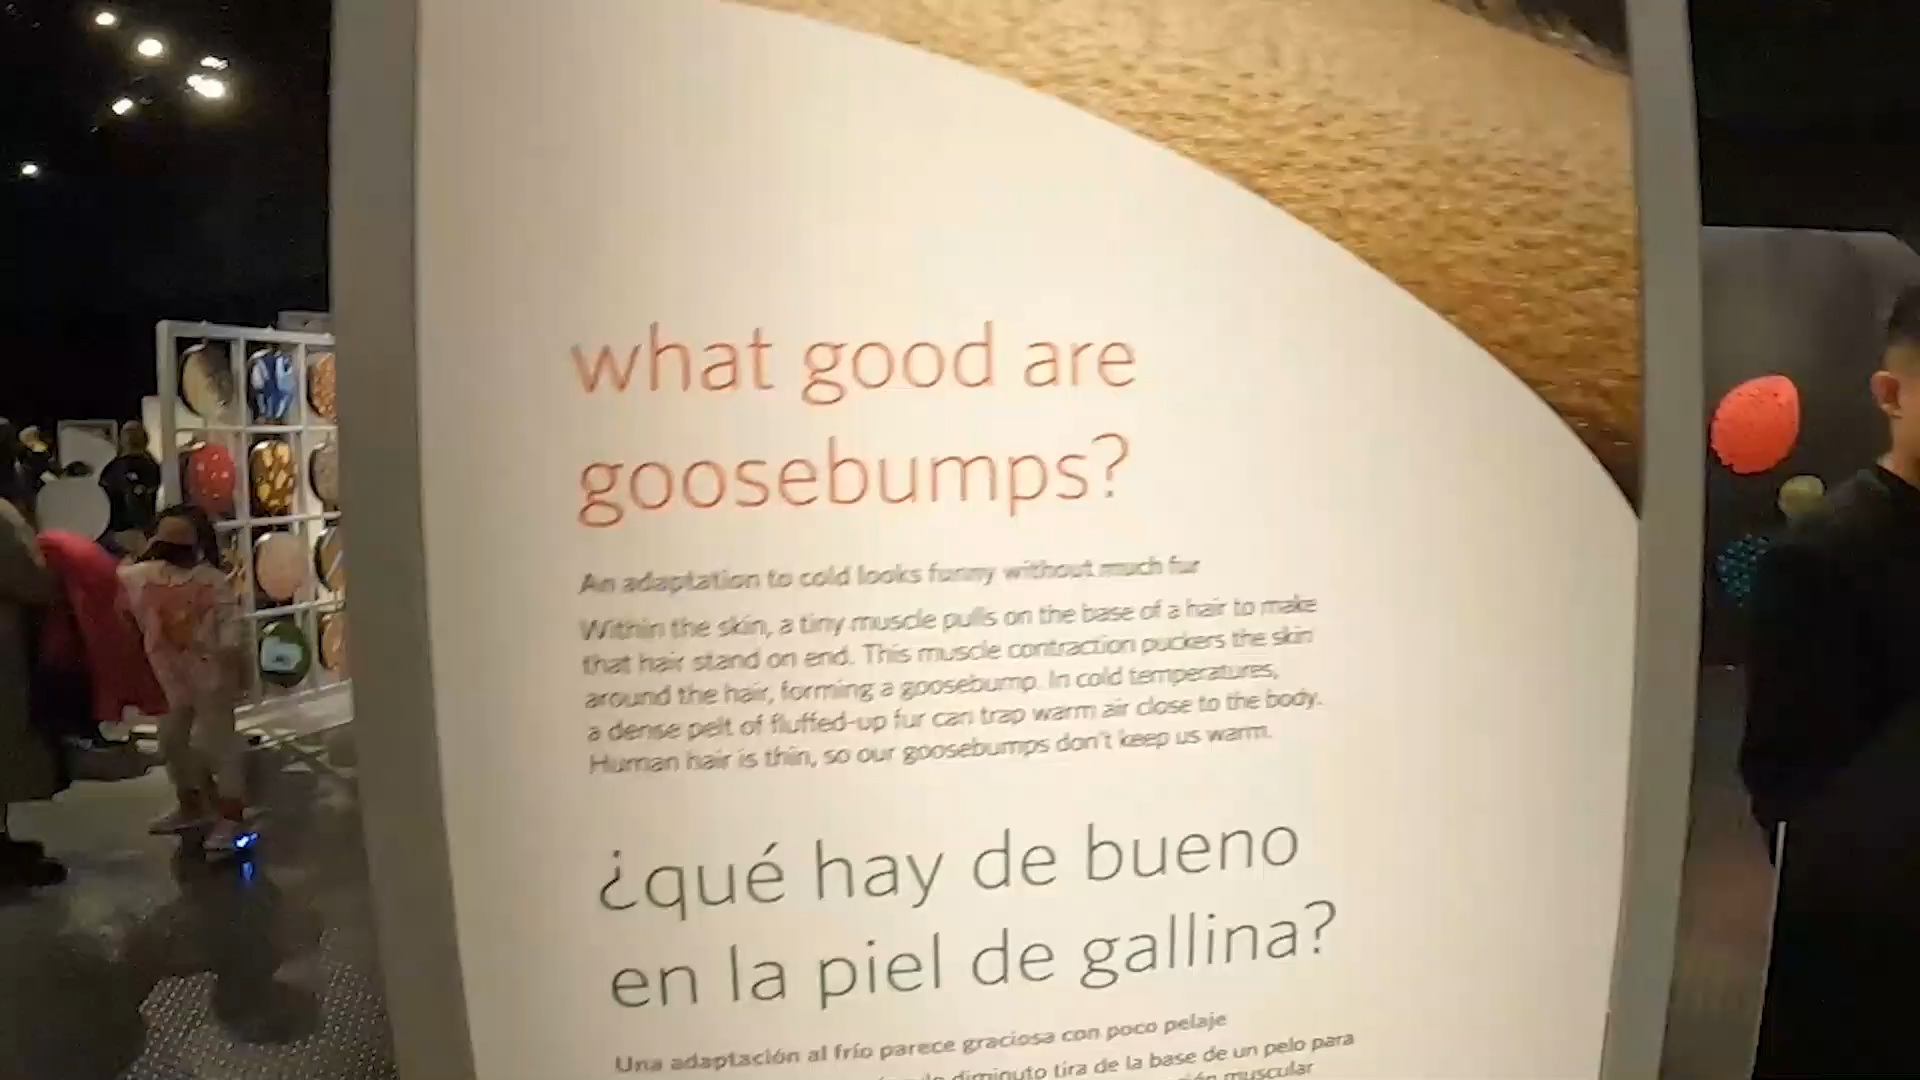 what good are
goosebumps?
An adaptation to cold looks funny without much fur
Within the skin, a tiny muscle pulls on the base of a hair to make
that hair stand on end. This muscle contraction puckers the skin
around the hair, forming a goosebump. In cold temperatures,
a dense pelt of fluffed-up fur can trap warm air close to the body.
Human hair is thin, so our goosebumps don't keep us warm.
¿qué hay de bueno
en la piel de gallina?
Una adaptación al frío parece graciosa con poco pelaje
diminuto tira de la base de un pelo para
muscular